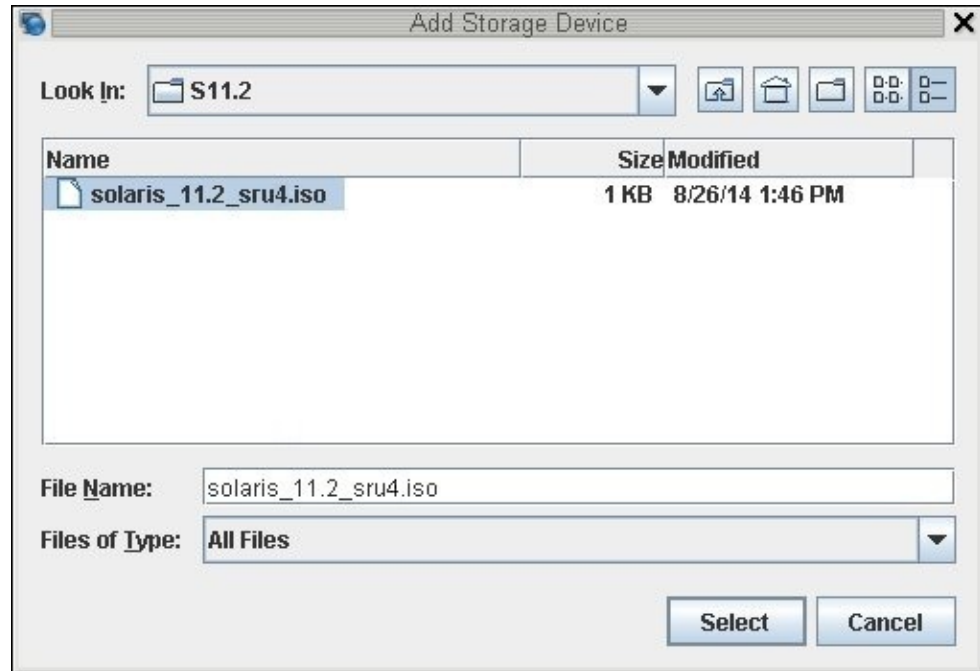 Add Storage Device
Look In: S11.2
Name Size Modified
solaris_11.2_sru4.iso 1 KB 8/26/14 1:46 PM
File Name: solaris_11.2_sru4.iso
Files of Type: All Files
Select Cancel